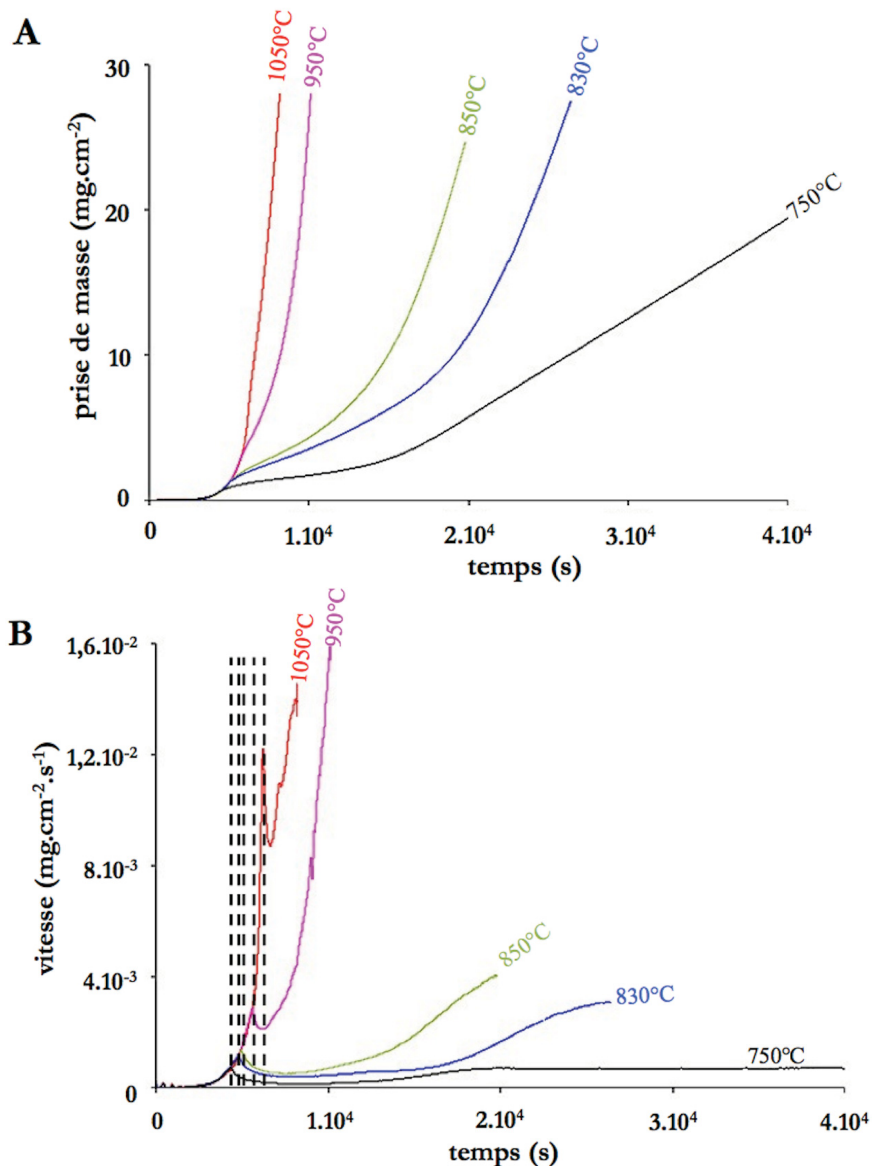 A
prise de masse (mg.cm⁻²)
30
20
10
0
1050°C
950°C
850°C
830°C
750°C
0
1.10⁴
2.10⁴
3.10⁴
4.10⁴
temps (s)
B
vitesse (mg.cm⁻².s⁻¹)
1,6.10⁻²
1,2.10⁻²
8.10⁻³
4.10⁻³
0
1050°C
950°C
850°C
830°C
750°C
0
1.10⁴
2.10⁴
3.10⁴
4.10⁴
temps (s)